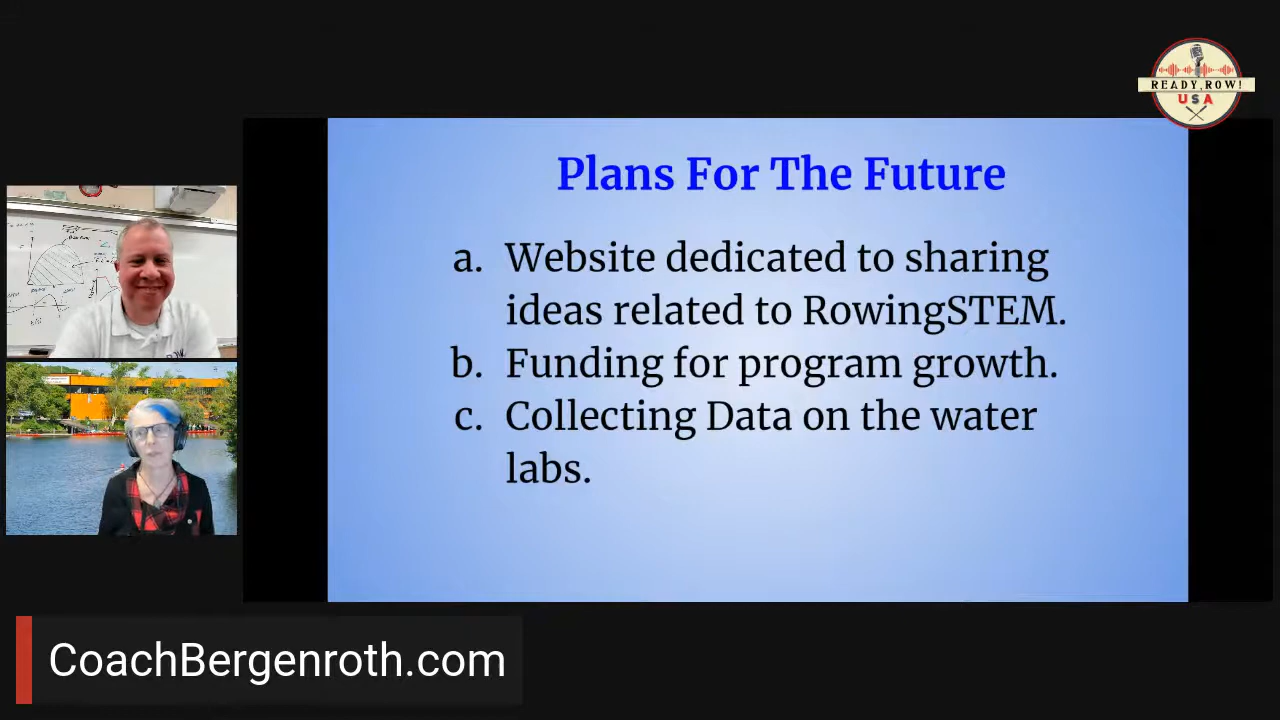 READY, ROW!
USA
Plans For The Future
a. Website dedicated to sharing
ideas related to RowingSTEM.
b. Funding for program growth.
c. Collecting Data on the water
labs.
CoachBergenroth.com